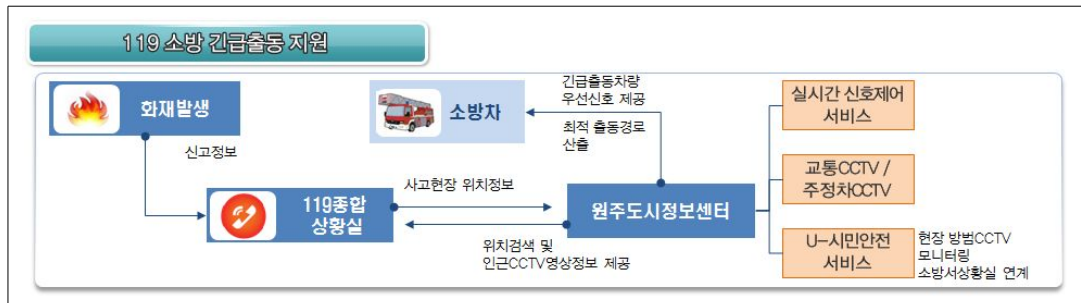 119 소방 긴급출동 지원
화재발생
신고정보
소방차
긴급출동차량
우선신호 제공
최적 출동경로
산출
119종합
상황실
사고현장 위치정보
위치검색 및
인근CCTV영상정보 제공
원주도시정보센터
실시간 신호제어
서비스
교통CCTV /
주정차CCTV
U-시민안전
서비스
현장 방범CCTV
모니터링
소방서상황실 연계